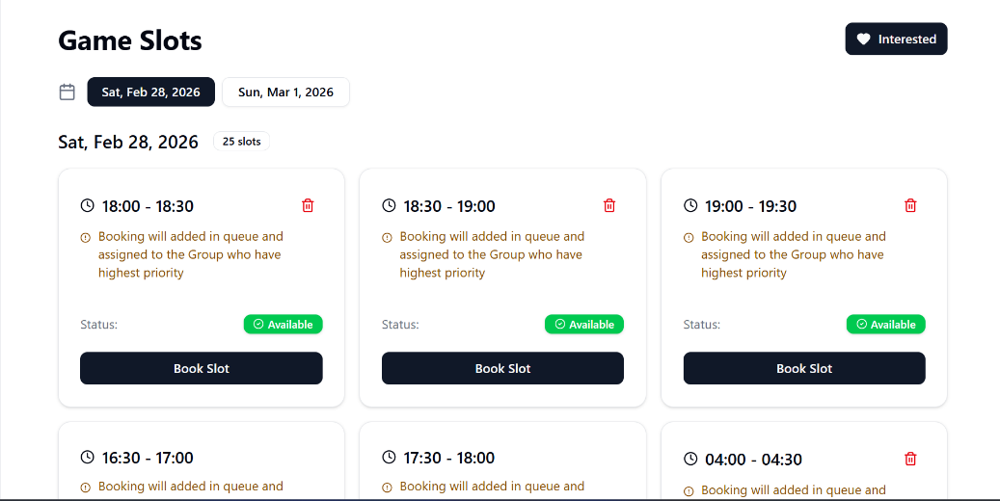 Game Slots
Interested
Sat, Feb 28, 2026
Sun, Mar 1, 2026
Sat, Feb 28, 2026
25 slots
18:00 - 18:30
Booking will added in queue and
assigned to the Group who have
highest priority
Status:
Available
Book Slot
18:30 - 19:00
Booking will added in queue and
assigned to the Group who have
highest priority
Status:
Available
Book Slot
19:00 - 19:30
Booking will added in queue and
assigned to the Group who have
highest priority
Status:
Available
Book Slot
16:30 - 17:00
Booking will added in queue and
17:30 - 18:00
Booking will added in queue and
04:00 - 04:30
Booking will added in queue and